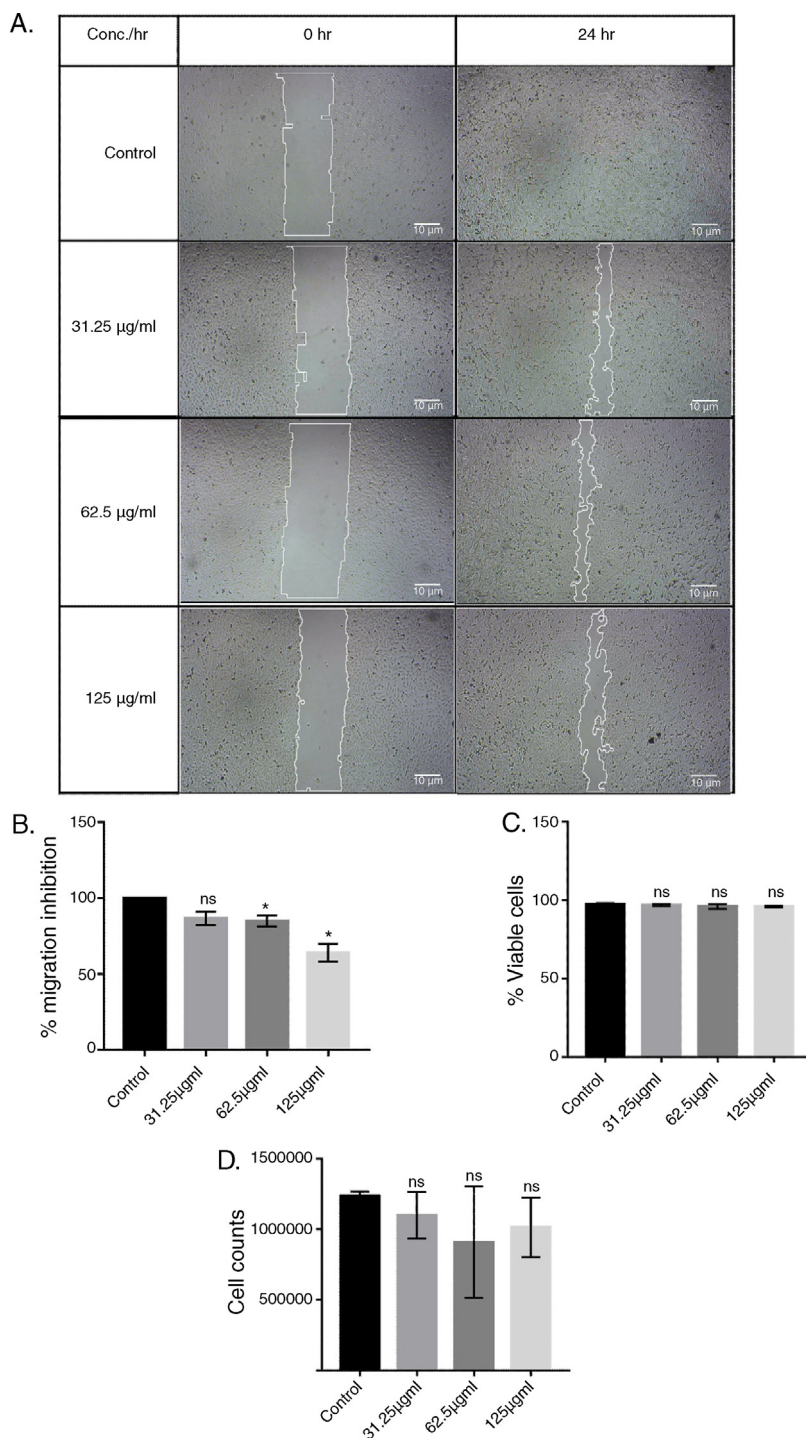 A.
Conc./hr 0 hr 24 hr
Control
10 µm 10 µm
31.25 µg/ml
10 µm 10 µm
62.5 µg/ml
10 µm 10 µm
125 µg/ml
10 µm 10 µm
B.
% migration inhibition
150
100
50
0
ns
*
*
Control
31.25µgml
62.5µgml
125µgml
C.
% Viable cells
150
100
50
0
ns
ns
ns
Control
31.25µgml
62.5µgml
125µgml
D.
Cell counts
1500000
1000000
500000
ns
ns
ns
Control
31.25µgml
62.5µgml
125µgml